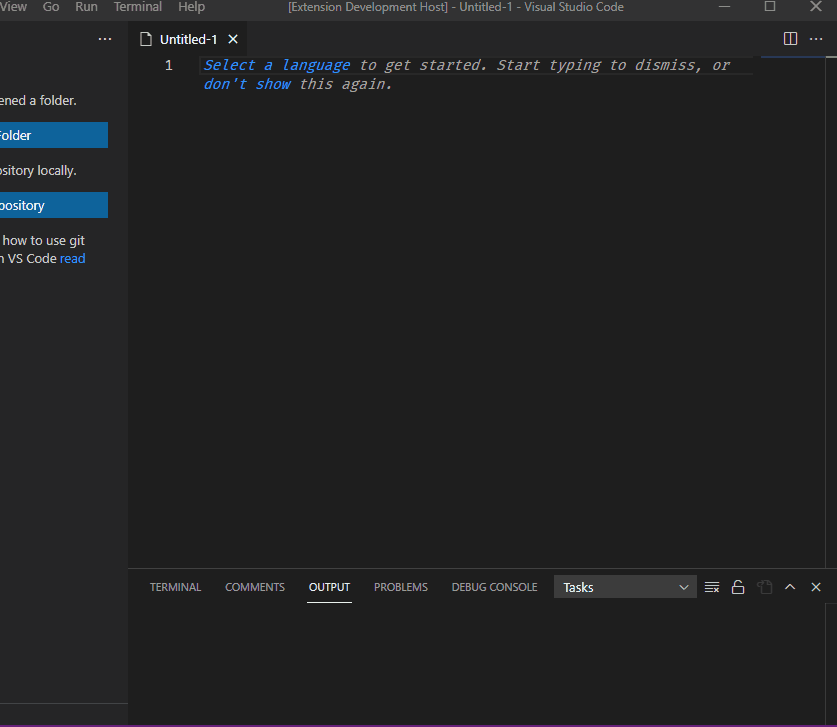 View Go Run Terminal Help [Extension Development Host] - Untitled-1 - Visual Studio Code
Untitled-1
1 Select a language to get started. Start typing to dismiss, or
don't show this again.
ened a folder.
Folder
ository locally.
pository
how to use git
n VS Code read
TERMINAL COMMENTS OUTPUT PROBLEMS DEBUG CONSOLE Tasks